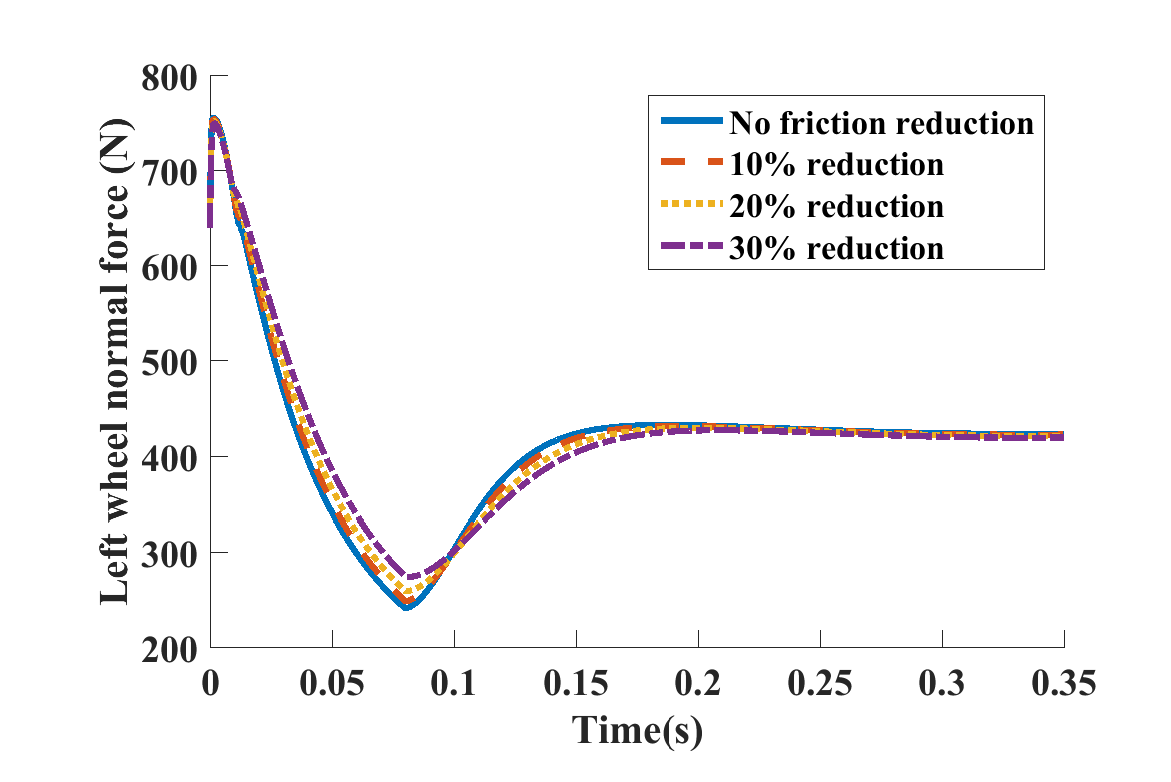 800
700
600
500
400
300
200
Left wheel normal force (N)
No friction reduction
10% reduction
20% reduction
30% reduction
0 0.05 0.1 0.15 0.2 0.25 0.3 0.35
Time(s)